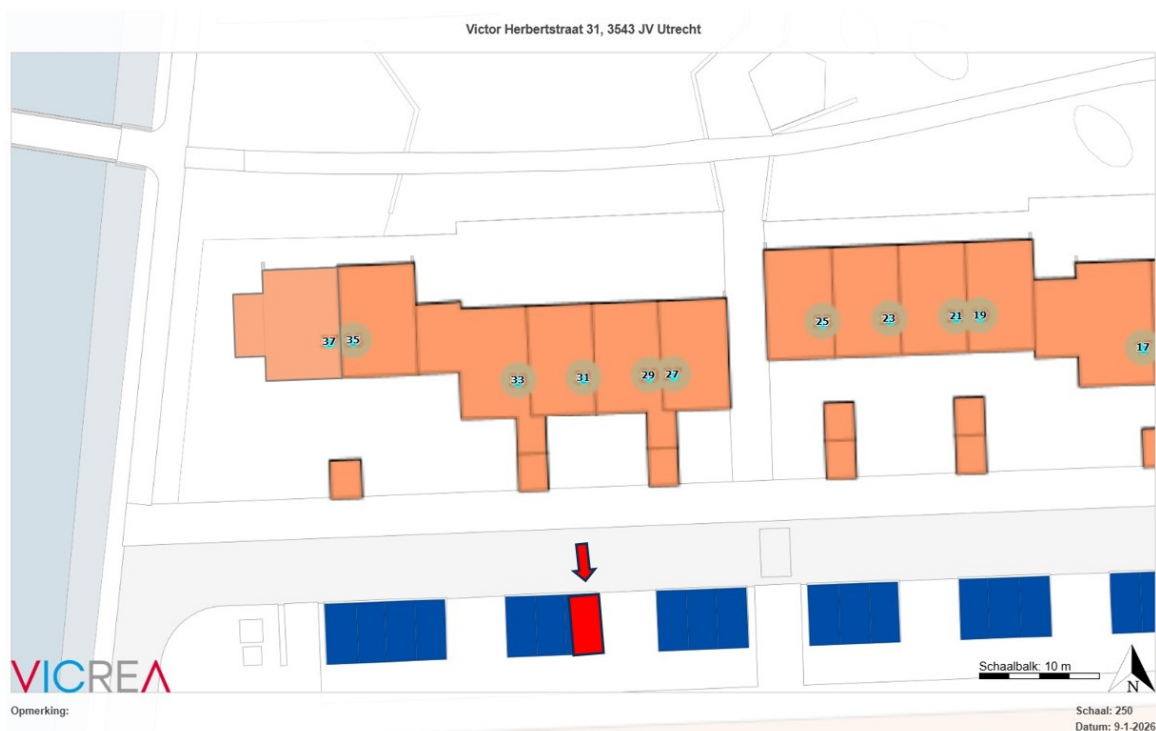 Victor Herbertstraat 31, 3543 JV Utrecht
25
23
21
19
17
37
35
33
31
29
27
Schaalbalk: 10 m
VICREA
N
Opmerking:
Schaal: 250
Datum: 9-1-2026